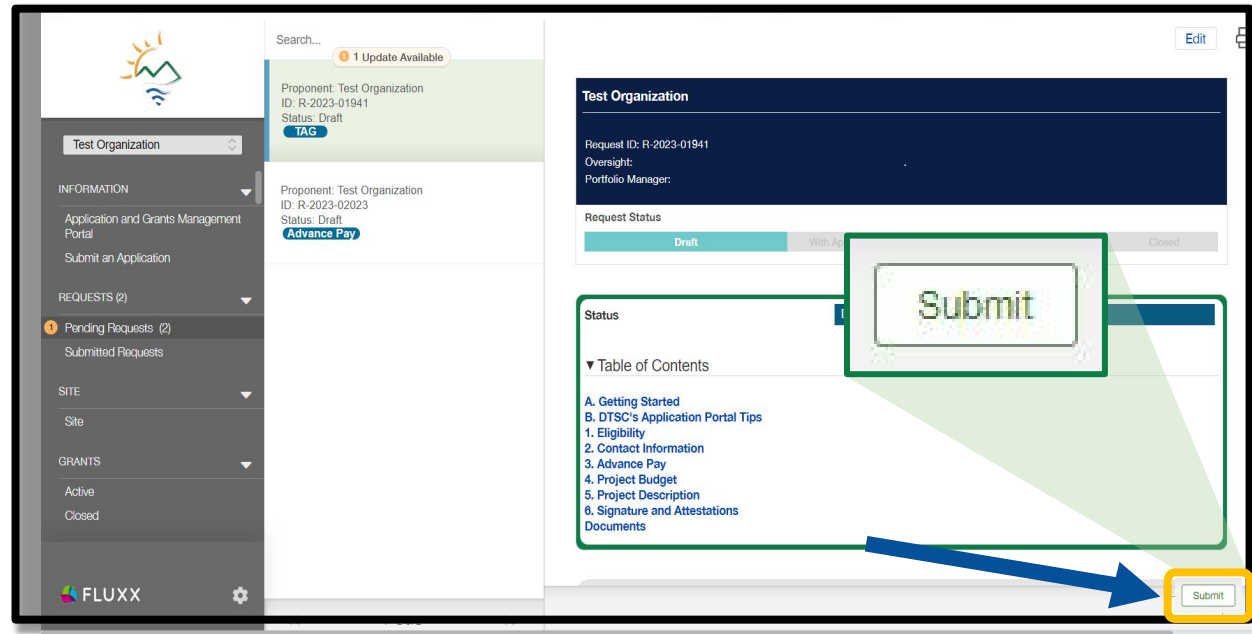 Test Organization
INFORMATION
Application and Grants Management
Portal
Submit an Application
REQUESTS (2)
1 Pending Requests (2)
Submitted Requests
SITE
Site
GRANTS
Active
Closed
FLUXX
Search...
1 Update Available
Proponent: Test Organization
ID: R-2023-01941
Status: Draft
TAG
Proponent: Test Organization
ID: R-2023-02023
Status: Draft
Advance Pay
Edit
Test Organization
Request ID: R-2023-01941
Oversight:
Portfolio Manager:
Request Status
Draft With Closed
Submit
Status
▼ Table of Contents
A. Getting Started
B. DTSC's Application Portal Tips
1. Eligibility
2. Contact Information
3. Advance Pay
4. Project Budget
5. Project Description
6. Signature and Attestations
Documents
Submit